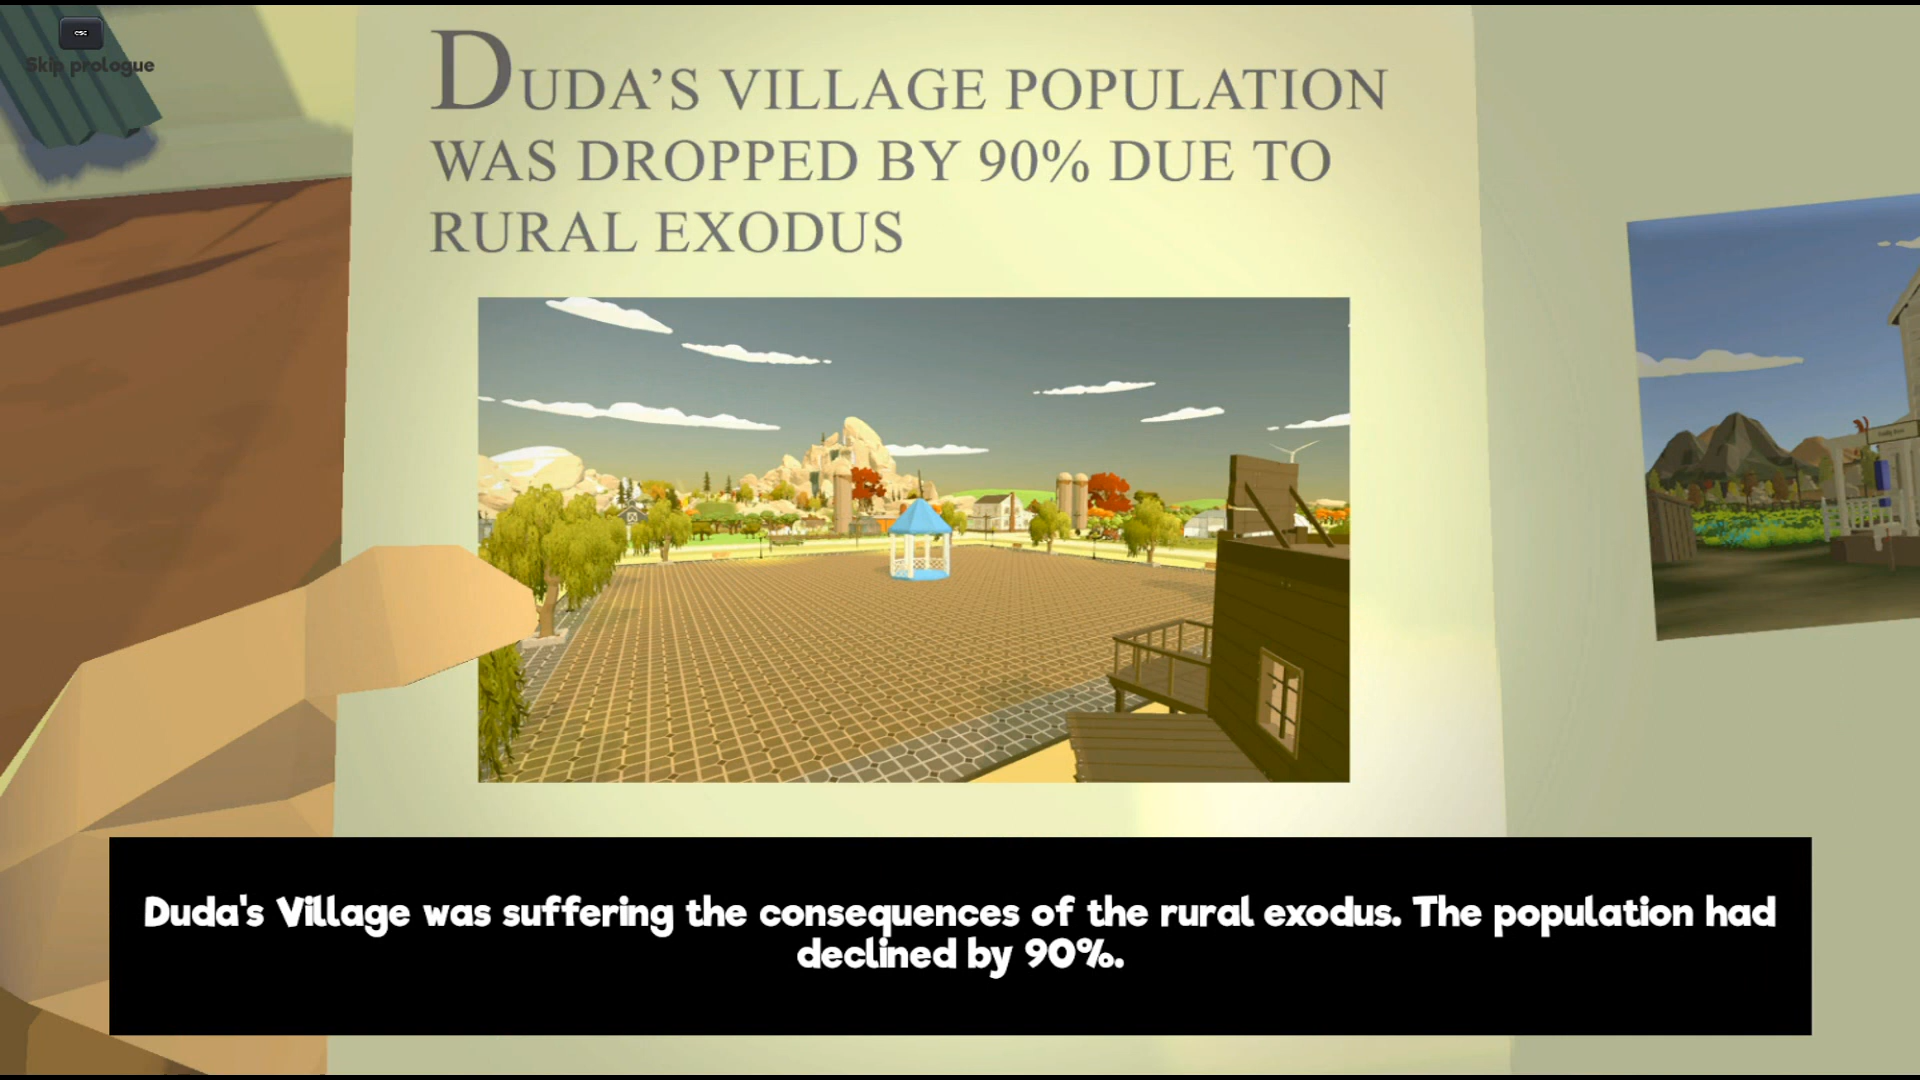 esc
Skip prologue
DUDA’S VILLAGE POPULATION
WAS DROPPED BY 90% DUE TO
RURAL EXODUS
Duda's Village was suffering the consequences of the rural exodus. The population had
declined by 90%.